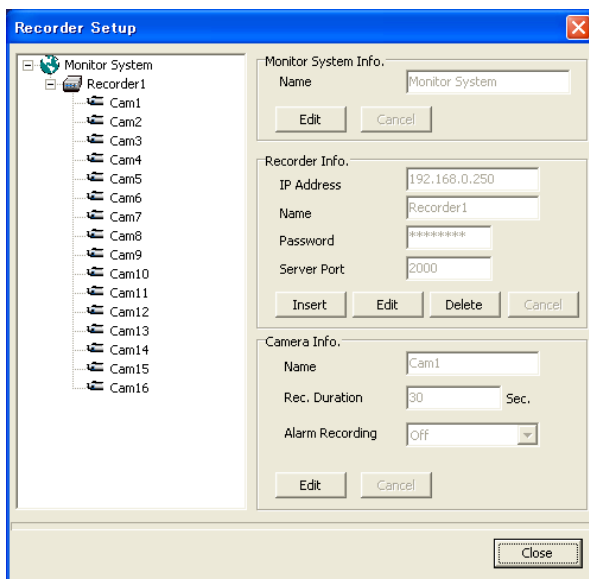 Recorder Setup
Monitor System
Recorder1
Cam1
Cam2
Cam3
Cam4
Cam5
Cam6
Cam7
Cam8
Cam9
Cam10
Cam11
Cam12
Cam13
Cam14
Cam15
Cam16
Monitor System Info.
Name Monitor System
Edit Cancel
Recorder Info.
IP Address 192.168.0.250
Name Recorder1
Password ********
Server Port 2000
Insert Edit Delete Cancel
Camera Info.
Name Cam1
Rec. Duration 30 Sec.
Alarm Recording Off
Edit Cancel
Close